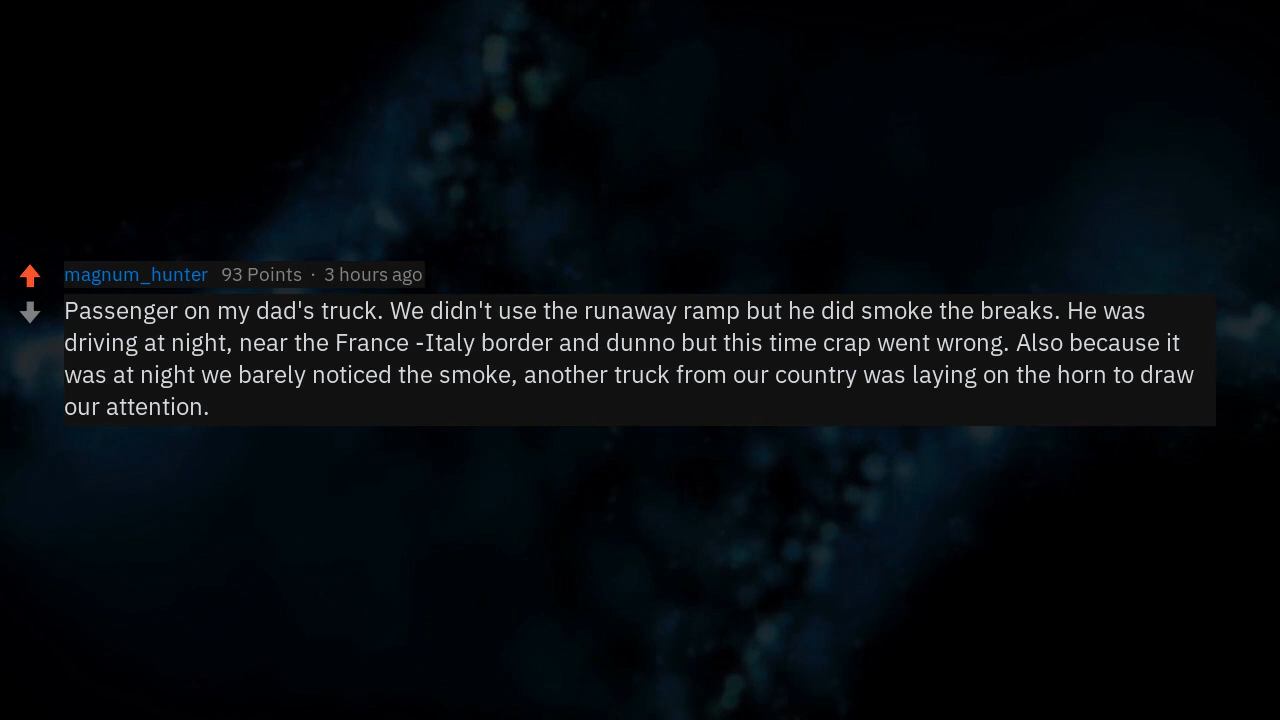 magnum_hunter 93 Points · 3 hours ago
Passenger on my dad's truck. We didn't use the runaway ramp but he did smoke the breaks. He was
driving at night, near the France -Italy border and dunno but this time crap went wrong. Also because it
was at night we barely noticed the smoke, another truck from our country was laying on the horn to draw
our attention.